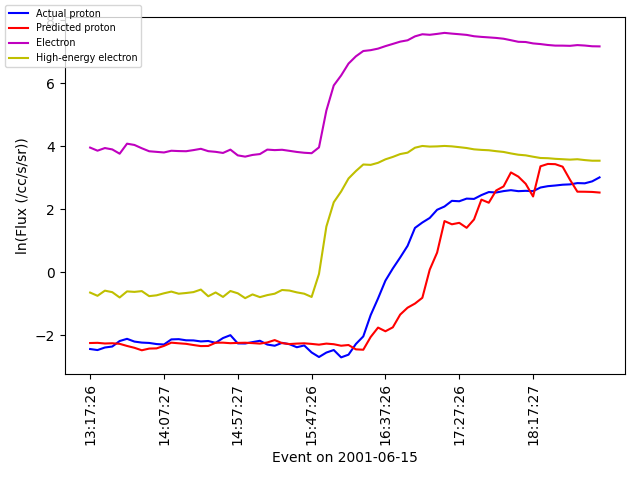 8
Actual proton
Predicted proton
Electron
High-energy electron
6
4
2
0
−2
ln(Flux (/cc/s/sr))
13:17:26
14:07:27
14:57:27
15:47:26
16:37:26
17:27:26
18:17:27
Event on 2001-06-15